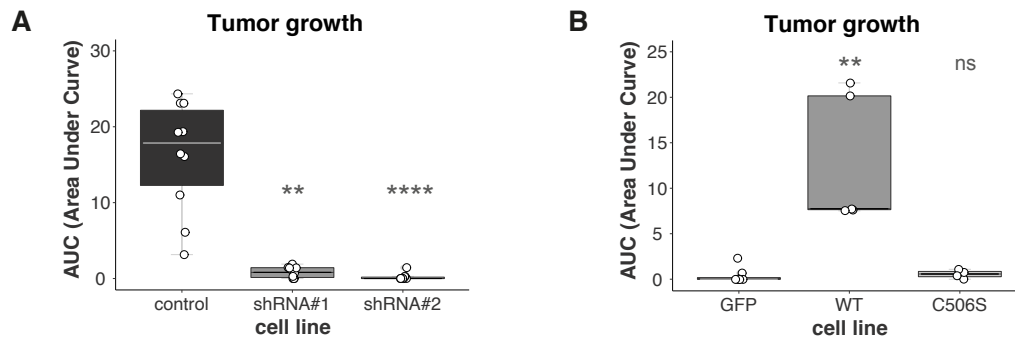 A
Tumor growth
AUC (Area Under Curve)
30
20
10
0
**
****
control shRNA#1 shRNA#2
cell line
B
Tumor growth
AUC (Area Under Curve)
25
20
15
10
5
0
**
ns
GFP WT C506S
cell line